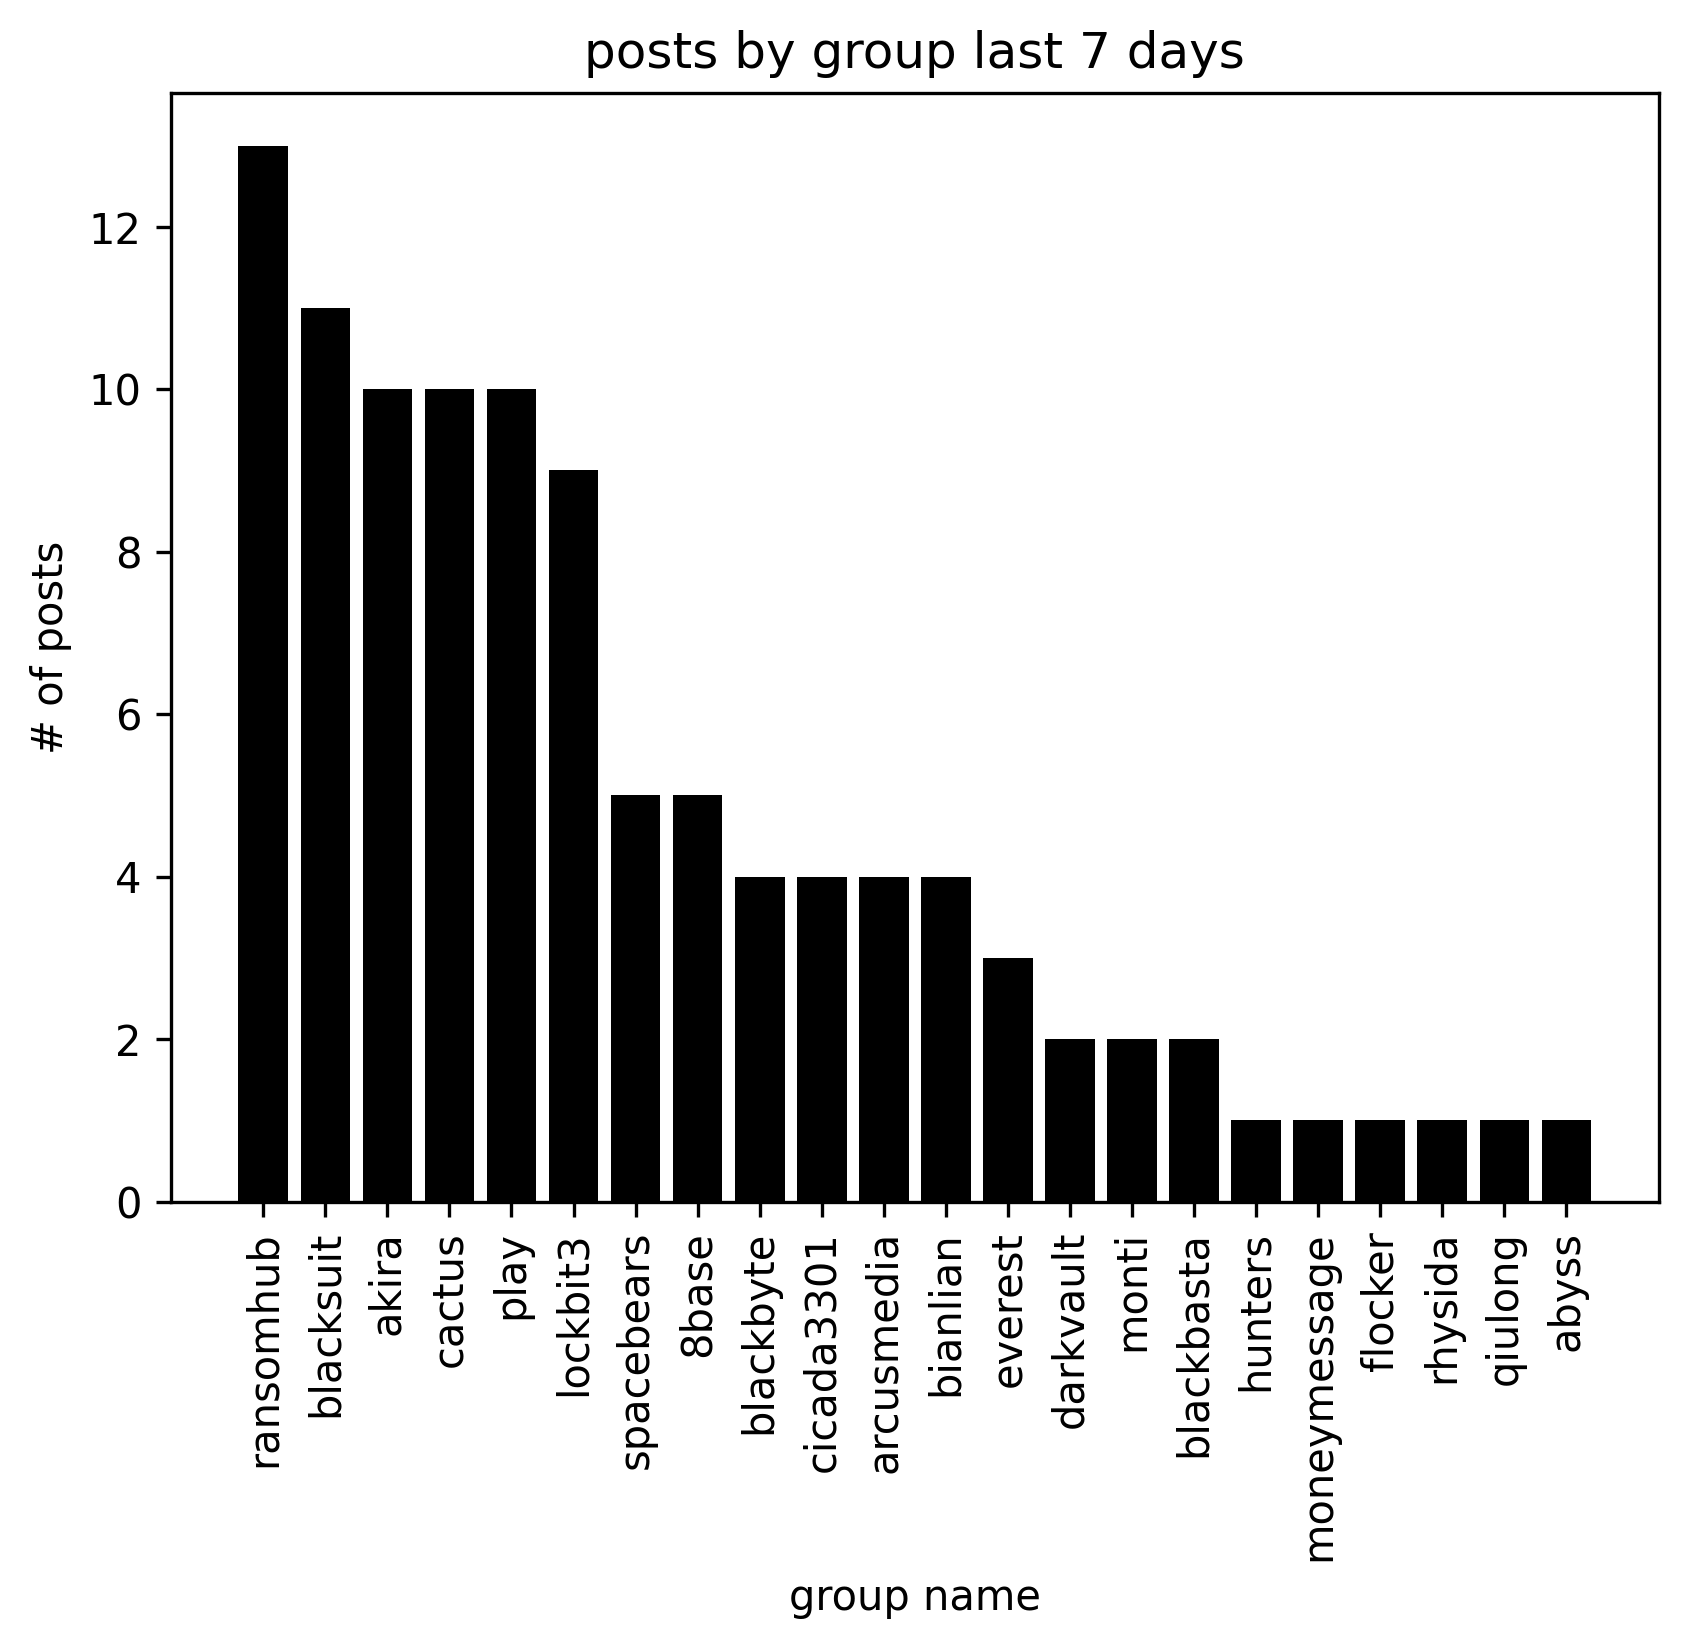 posts by group last 7 days
# of posts
12
10
8
6
4
2
0
ransomhub
blacksuit
akira
cactus
play
lockbit3
spacebears
8base
blackbyte
cicada3301
arcusmedia
bianlian
everest
darkvault
monti
blackbasta
hunters
moneymessage
flocker
rhysida
qiulong
abyss
group name